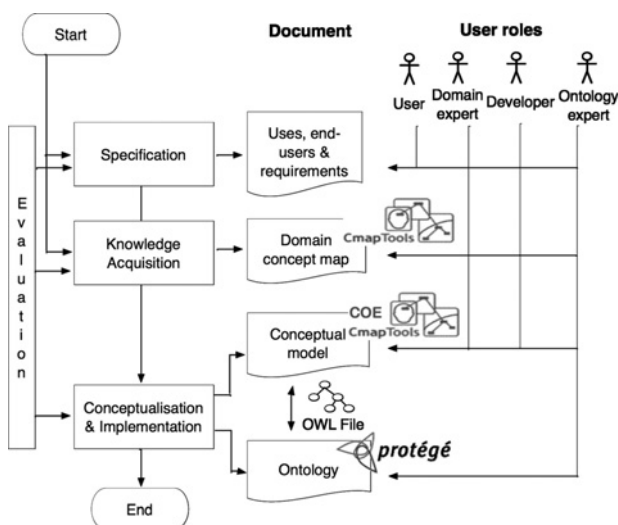 Start
Document
User roles
User
Domain
expert
Developer
Ontology
expert
Evaluation
Specification
Uses, end-
users &
requirements
Knowledge
Acquisition
Domain
concept map
CmapTools
COE
CmapTools
Conceptual
model
Conceptualisation
& Implementation
OWL File
Ontology
protégé
End